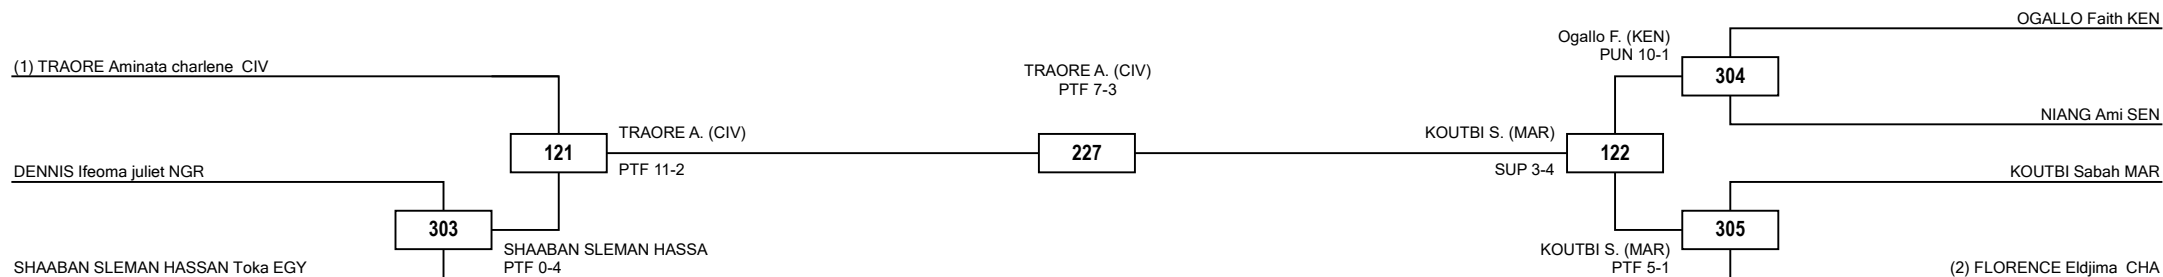 OGALLO Faith KEN
Ogallo F. (KEN)
PUN 10-1
304
(1) TRAORE Aminata charlene CIV
TRAORE A. (CIV)
PTF 7-3
NIANG Ami SEN
TRAORE A. (CIV)
PTF 11-2
121
227
KOUTBI S. (MAR)
SUP 3-4
122
DENNIS Ifeoma juliet NGR
KOUTBI Sabah MAR
303
305
SHAABAN SLEMAN HASSA
PTF 0-4
KOUTBI S. (MAR)
PTF 5-1
SHAABAN SLEMAN HASSAN Toka EGY
(2) FLORENCE Eldjima CHA